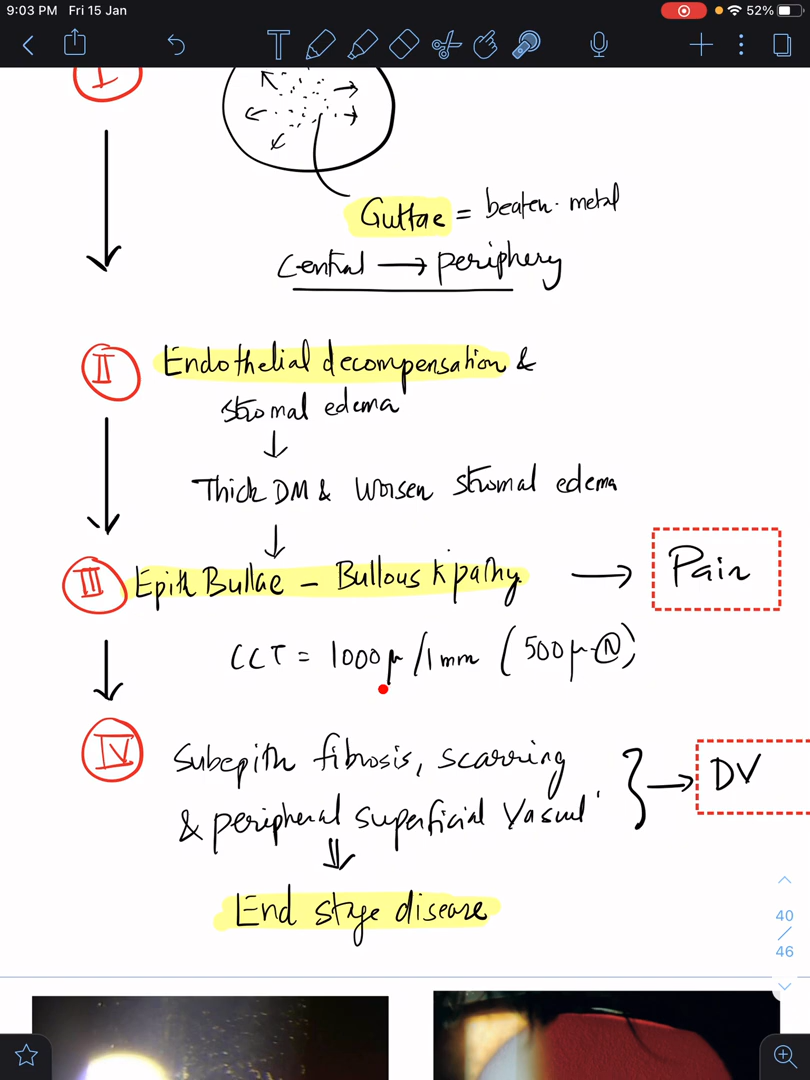 9:03 PM Fri 15 Jan 52%
I
Guttae = beaten metal
Central → periphery
II Endothelial decompensation &
stromal edema
↓
Thick DM & Worsen stromal edema
↓
III Epith Bullae – Bullous k'pathy → Pain
CCT = 1000μ / 1mm (500μ-N)
IV Subepith fibrosis, scarring
& peripheral superficial Vascul' } → DV
⇓
End stage disease
40
/
46